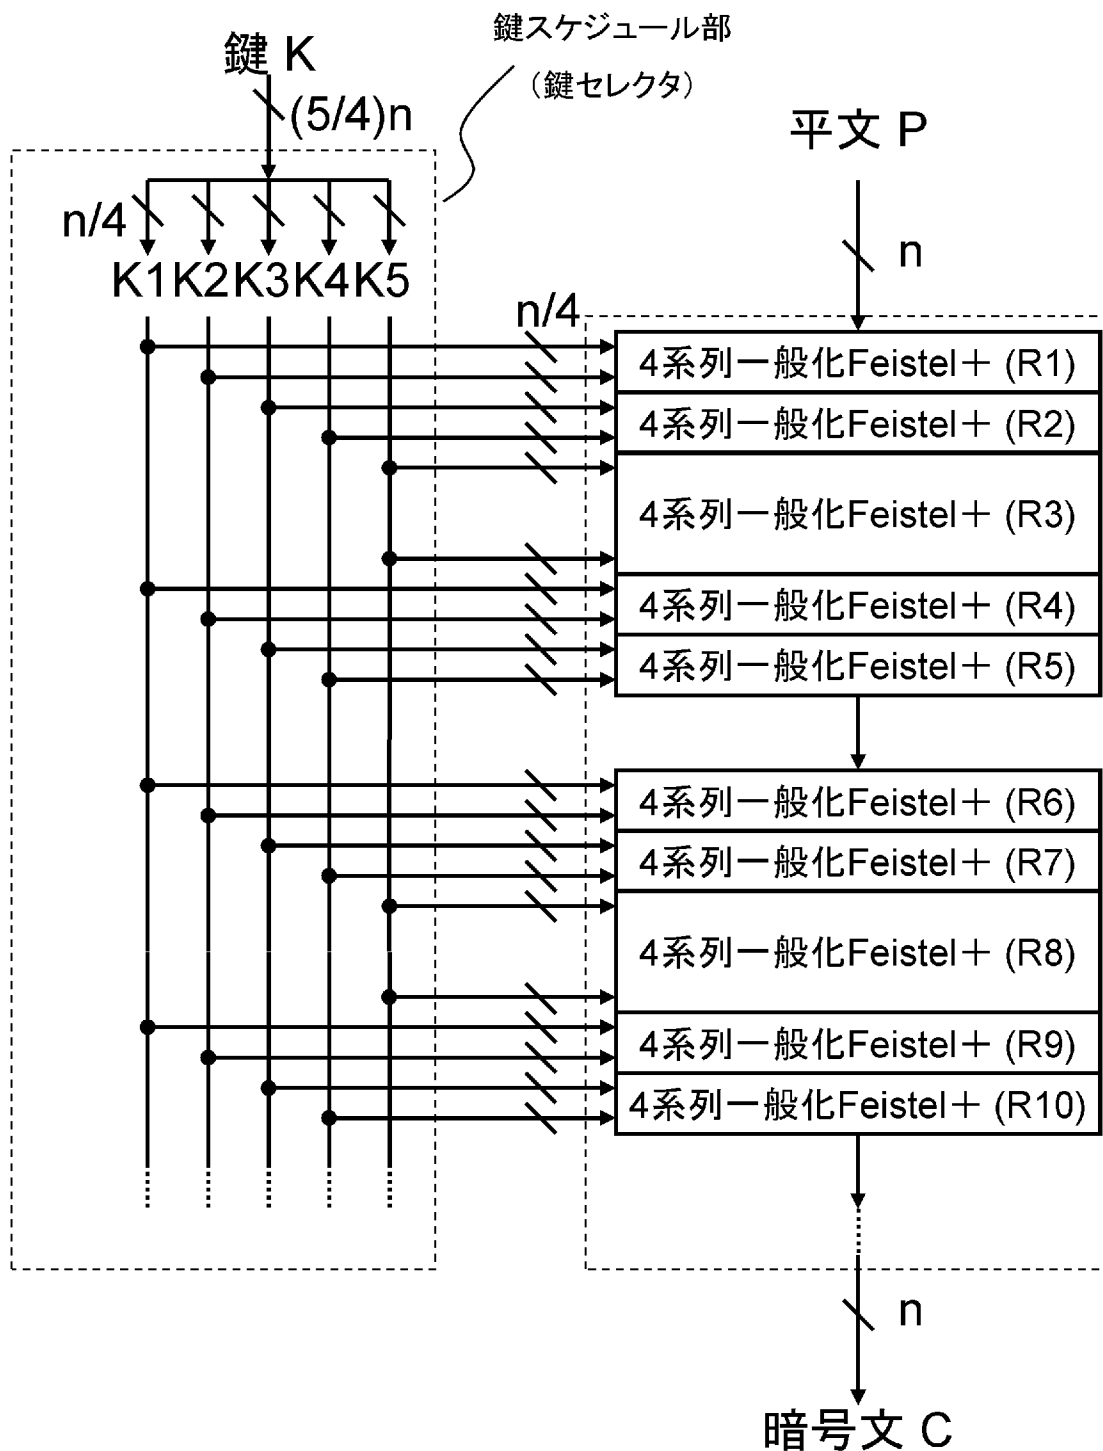 鍵スケジュール部
（鍵セレクタ）
鍵 K
(5/4)n
平文 P
n/4
n
K1 K2 K3 K4 K5
n/4
4系列一般化Feistel＋ (R1)
4系列一般化Feistel＋ (R2)
4系列一般化Feistel＋ (R3)
4系列一般化Feistel＋ (R4)
4系列一般化Feistel＋ (R5)
4系列一般化Feistel＋ (R6)
4系列一般化Feistel＋ (R7)
4系列一般化Feistel＋ (R8)
4系列一般化Feistel＋ (R9)
4系列一般化Feistel＋ (R10)
n
暗号文 C